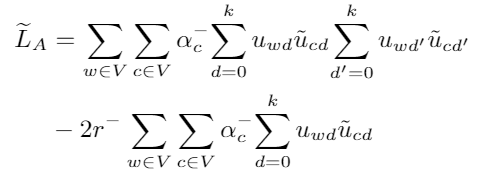 $\widetilde{L}_A = \sum_{w \in V} \sum_{c \in V} \alpha_c^- \sum_{d=0}^{k} u_{wd} \tilde{u}_{cd} \sum_{d'=0}^{k} u_{wd'} \tilde{u}_{cd'}$
$- 2r^- \sum_{w \in V} \sum_{c \in V} \alpha_c^- \sum_{d=0}^{k} u_{wd} \tilde{u}_{cd}$